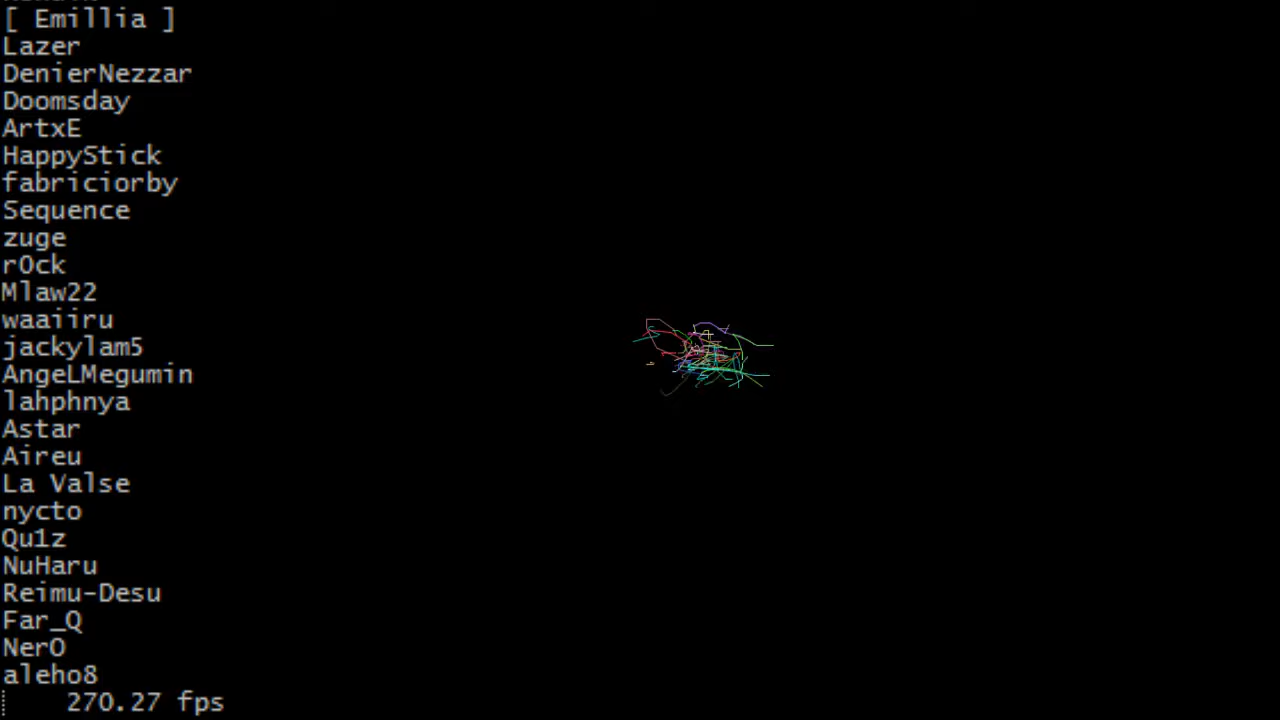 [ Emillia ]
Lazer
DenierNezzar
Doomsday
ArtxE
HappyStick
fabriciorby
Sequence
zuge
r0ck
Mlaw22
waaiiru
jackylam5
AngeLMegumin
lahphnya
Astar
Aireu
La Valse
nycto
Qu1z
NuHaru
Reimu-Desu
Far_Q
NerO
aleho8
270.27 fps